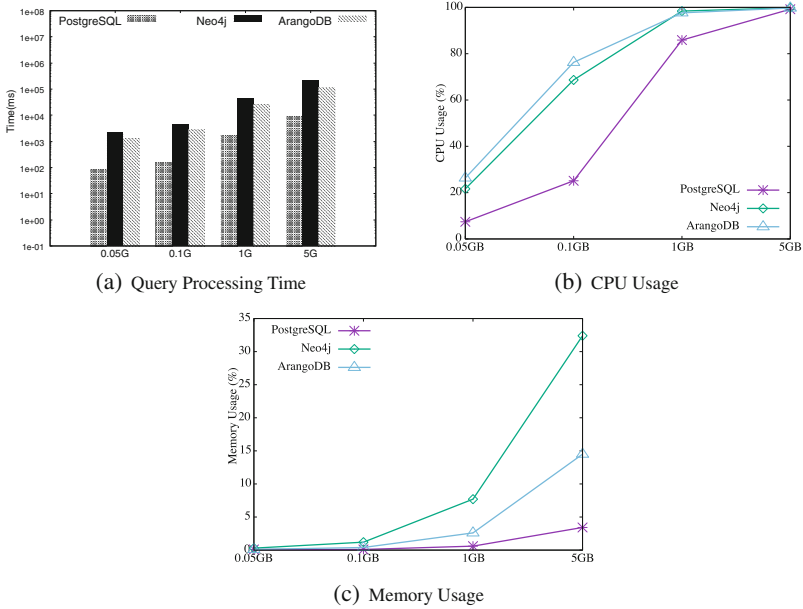 PostgreSQL Neo4j ArangoDB
1e+08
1e+07
1e+06
1e+05
1e+04
1e+03
1e+02
1e+01
1e+00
1e-01
Time(ms)
0.05G 0.1G 1G 5G
(a) Query Processing Time
100
80
60
40
20
0
CPU Usage (%)
PostgreSQL
Neo4j
ArangoDB
0.05GB 0.1GB 1GB 5GB
(b) CPU Usage
35
30
25
20
15
10
5
0
Memory Usage (%)
PostgreSQL
Neo4j
ArangoDB
0.05GB 0.1GB 1GB 5GB
(c) Memory Usage